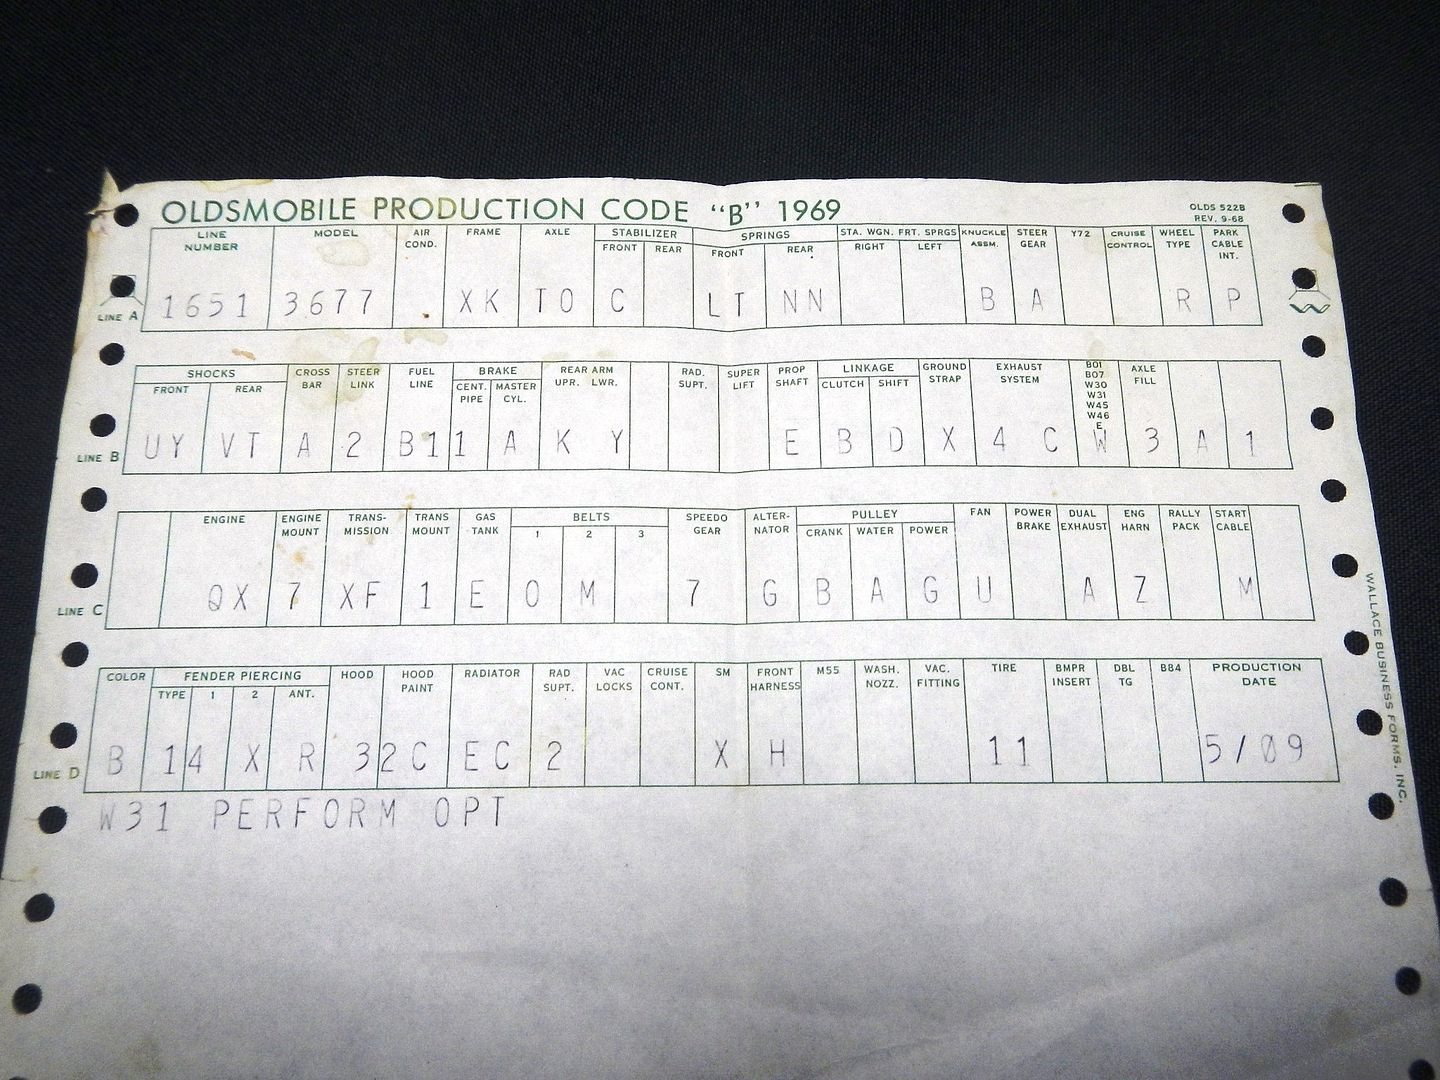 OLDSMOBILE PRODUCTION CODE "B" 1969
OLDS 522B
REV. 9-68
LINE NUMBER MODEL AIR COND. FRAME AXLE STABILIZER FRONT REAR SPRINGS FRONT REAR STA. WGN. FRT. SPRGS RIGHT LEFT KNUCKLE ASSM. STEER GEAR Y72 CRUISE CONTROL WHEEL TYPE PARK CABLE INT.
LINE A 1651 3677 XK TO C LT NN B A R P
SHOCKS FRONT REAR CROSS BAR STEER LINK FUEL LINE BRAKE CENT. PIPE MASTER CYL. REAR ARM UPR. LWR. RAD. SUPT. SUPER LIFT PROP SHAFT LINKAGE CLUTCH SHIFT GROUND STRAP EXHAUST SYSTEM B01 B07 W30 W31 W45 W46 E AXLE FILL
LINE B UY VT A 2 B1 1 A K Y E B D X 4 C W 3 A 1
ENGINE ENGINE MOUNT TRANS- MISSION TRANS MOUNT GAS TANK BELTS 1 2 3 SPEEDO GEAR ALTER- NATOR PULLEY CRANK WATER POWER FAN POWER BRAKE DUAL EXHAUST ENG HARN RALLY PACK START CABLE
LINE C QX 7 XF 1 E O M 7 G B A G U A Z M
COLOR FENDER PIERCING TYPE 1 2 ANT. HOOD HOOD PAINT RADIATOR RAD SUPT. VAC LOCKS CRUISE CONT. SM FRONT HARNESS M55 WASH. NOZZ. VAC. FITTING TIRE BMPR INSERT DBL TG B84 PRODUCTION DATE
LINE D B 14 X R 32C EC 2 X H 11 5/09
W31 PERFORM OPT
WALLACE BUSINESS FORMS, INC.